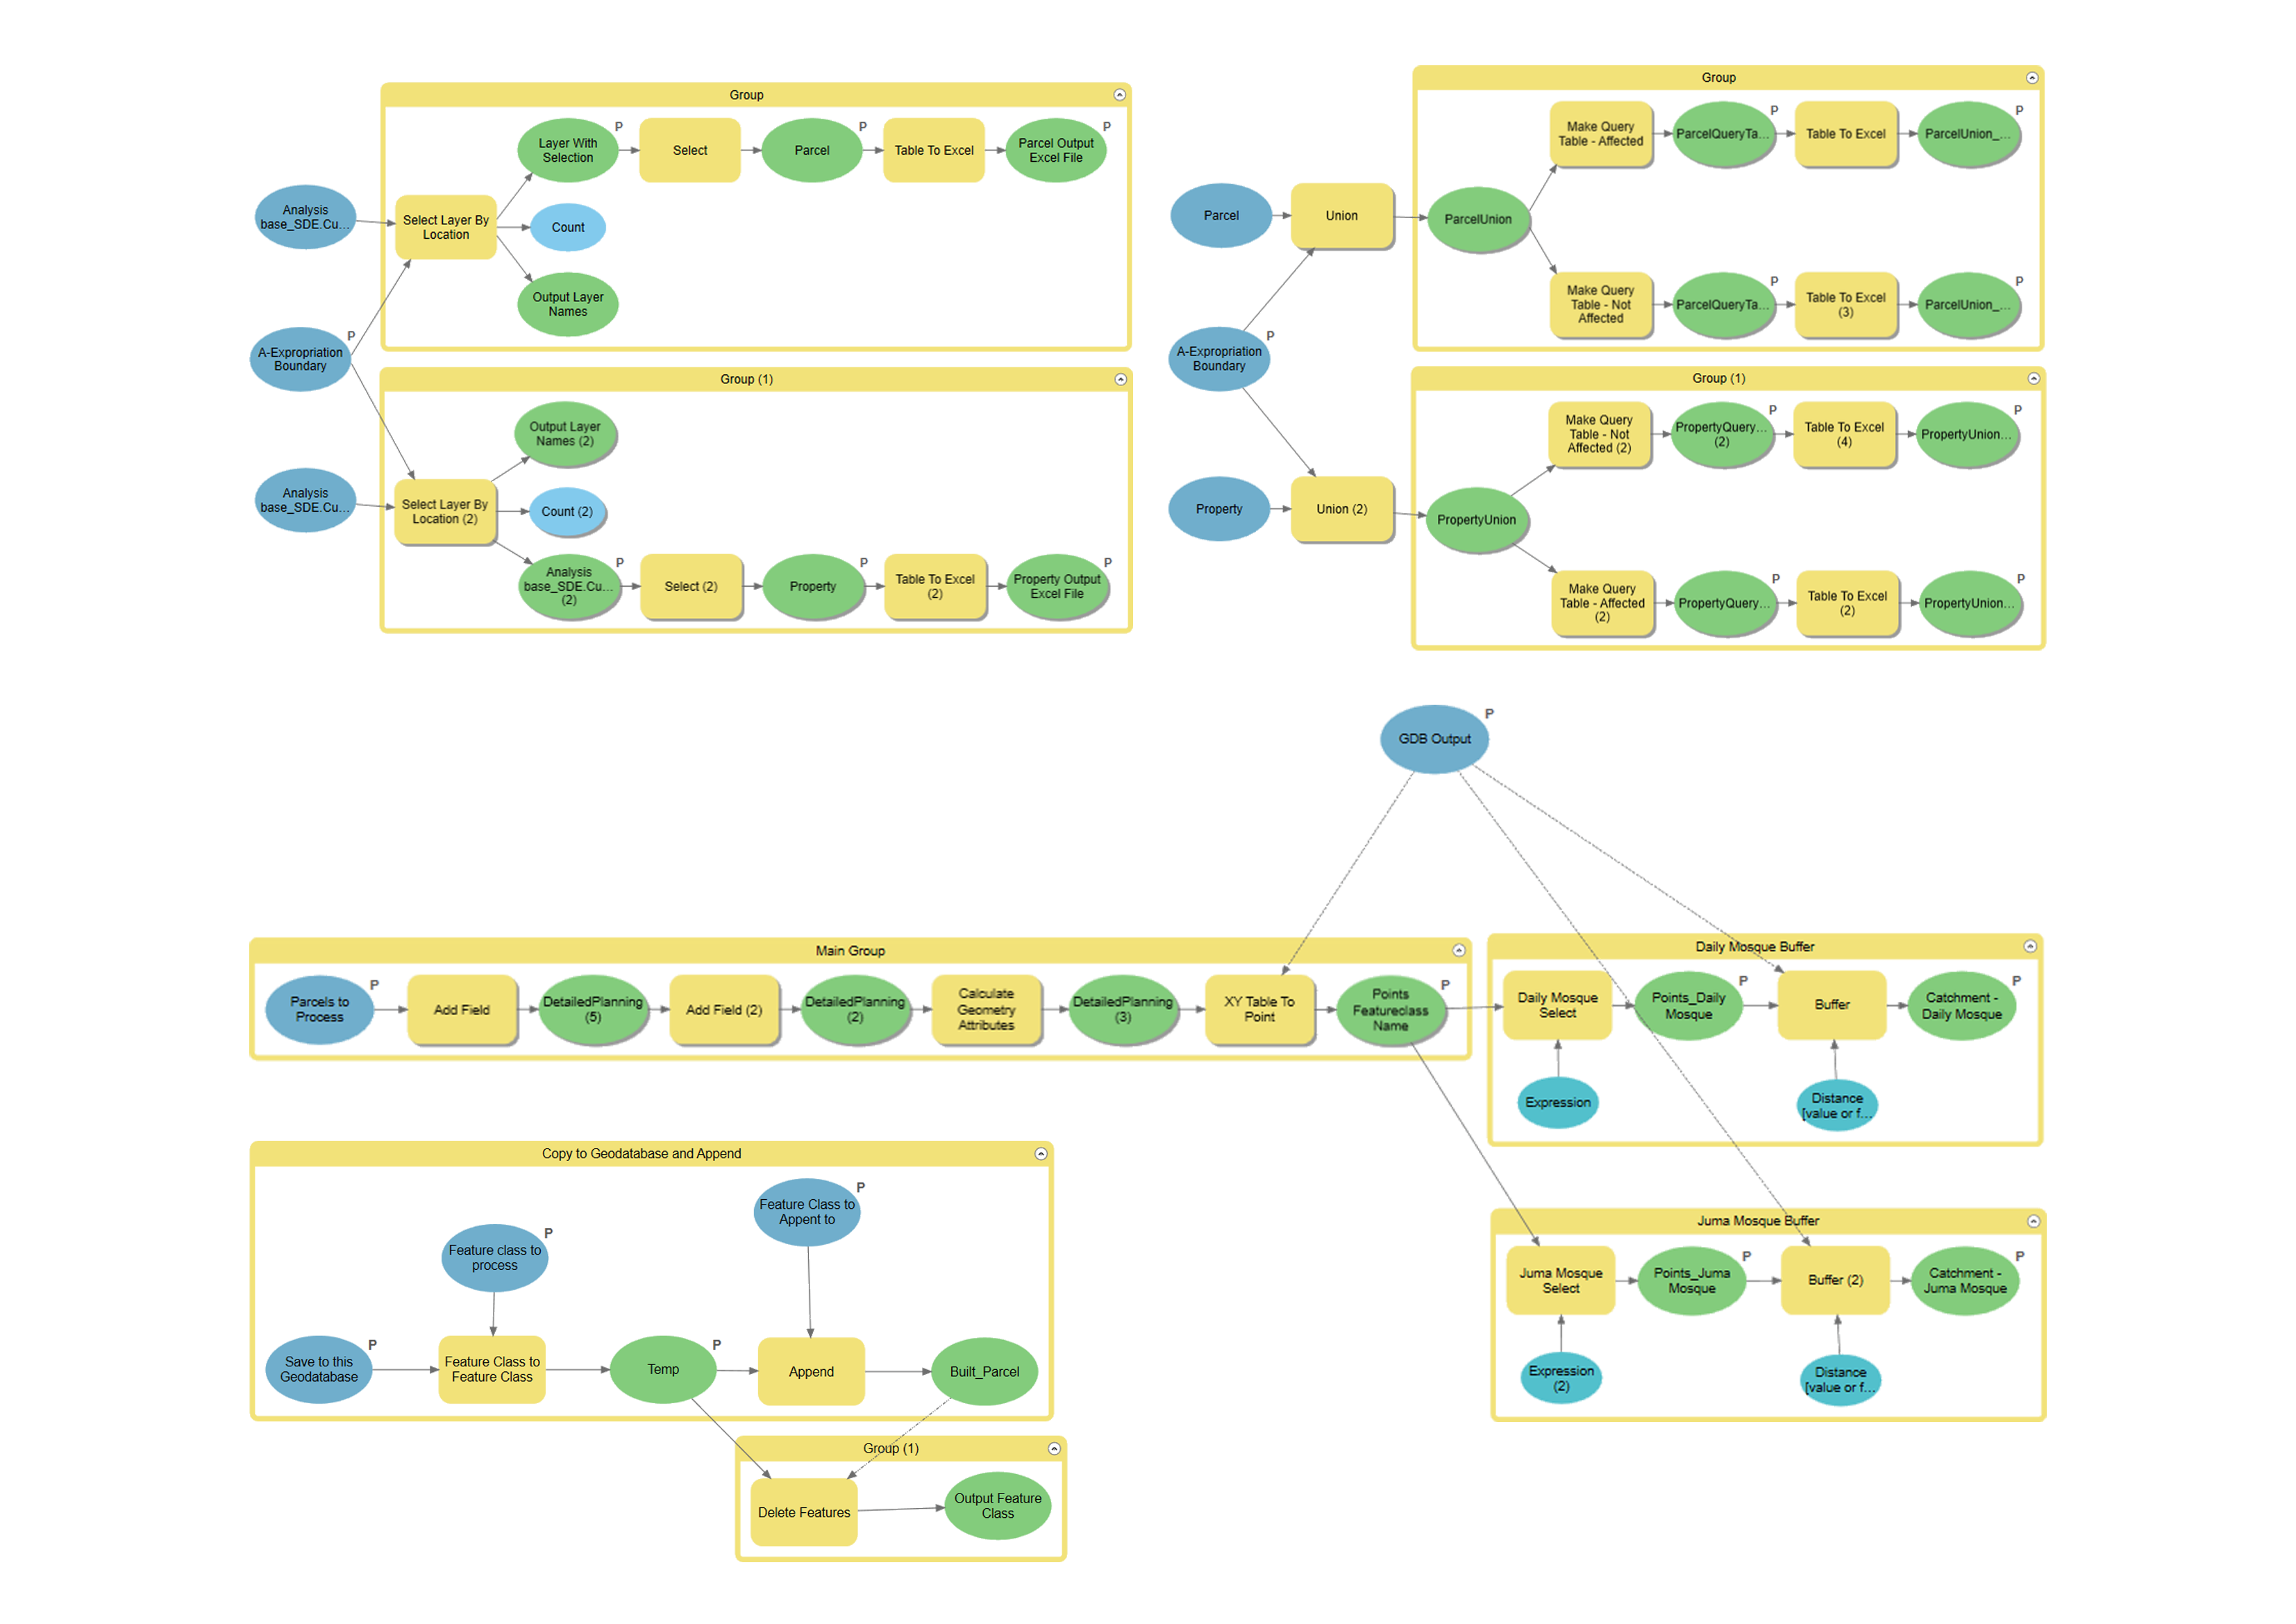 Group
Layer With
Selection
P
Select
Parcel
P
Table To Excel
Parcel Output
Excel File
P
Analysis
base_SDE.Cu...
Select Layer By
Location
Count
Output Layer
Names
A-Expropriation
Boundary
P
Group (1)
Output Layer
Names (2)
Analysis
base_SDE.Cu...
Select Layer By
Location (2)
Count (2)
Analysis
base_SDE.Cu...
(2)
P
Select (2)
Property
P
Table To Excel
(2)
Property Output
Excel File
P
Group
Make Query
Table - Affected
ParcelQueryTa...
P
Table To Excel
ParcelUnion_...
P
Parcel
Union
ParcelUnion
Make Query
Table - Not
Affected
ParcelQueryTa...
P
Table To Excel
(3)
ParcelUnion_...
P
A-Expropriation
Boundary
P
Group (1)
Make Query
Table - Not
Affected (2)
PropertyQuery...
(2)
P
Table To Excel
(4)
PropertyUnion...
P
Property
Union (2)
PropertyUnion
Make Query
Table - Affected
(2)
PropertyQuery...
P
Table To Excel
(2)
PropertyUnion...
P
GDB Output
P
Main Group
Parcels to
Process
P
Add Field
DetailedPlanning
(5)
P
Add Field (2)
DetailedPlanning
(2)
P
Calculate
Geometry
Attributes
DetailedPlanning
(3)
P
XY Table To
Point
Points
Featureclass
Name
P
Daily Mosque Buffer
Daily Mosque
Select
Points_Daily
Mosque
P
Buffer
Catchment -
Daily Mosque
P
Expression
Distance
[value or f...
Juma Mosque Buffer
Juma Mosque
Select
Points_Juma
Mosque
P
Buffer (2)
Catchment -
Juma Mosque
P
Expression
(2)
Distance
[value or f...
Copy to Geodatabase and Append
Feature Class to
Appent to
P
Feature class to
process
P
Save to this
Geodatabase
P
Feature Class to
Feature Class
Temp
P
Append
Built_Parcel
Group (1)
Delete Features
Output Feature
Class